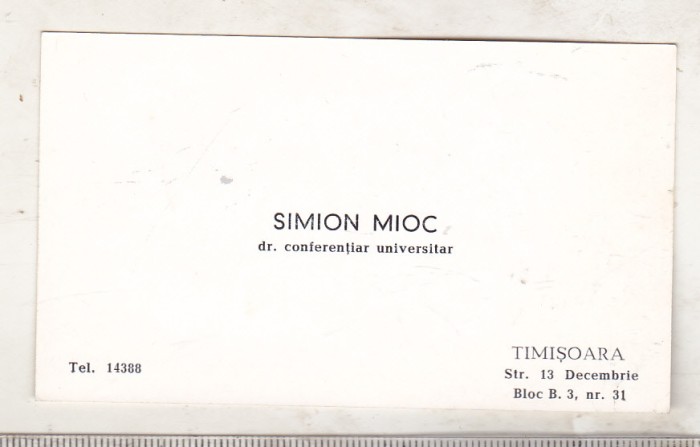 SIMION MIOC
dr. conferențiar universitar
Tel. 14388
TIMIȘOARA
Str. 13 Decembrie
Bloc B. 3, nr. 31